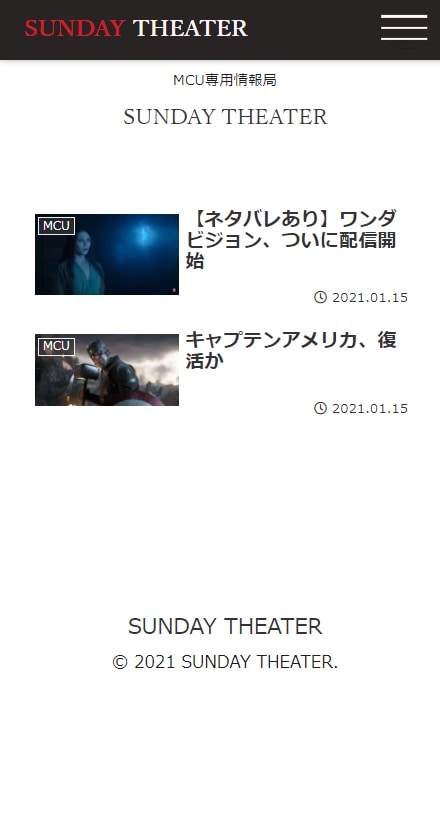 SUNDAY THEATER
MCU専用情報局
SUNDAY THEATER
MCU
【ネタバレあり】ワンダ
ビジョン、ついに配信開
始
2021.01.15
MCU
キャプテンアメリカ、復
活か
2021.01.15
SUNDAY THEATER
© 2021 SUNDAY THEATER.